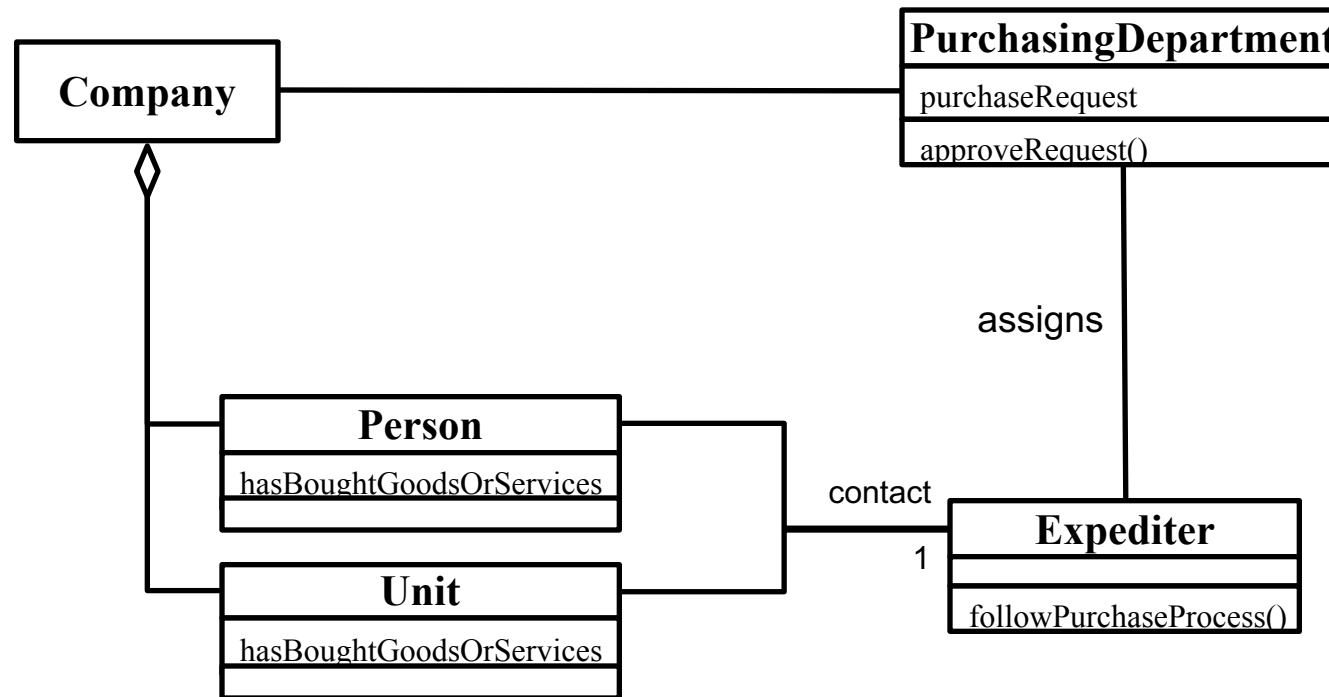 PurchasingDepartment
Company
purchaseRequest
approveRequest()
assigns
Person
hasBoughtGoodsOrServices
contact
1
Expediter
Unit
followPurchaseProcess()
hasBoughtGoodsOrServices